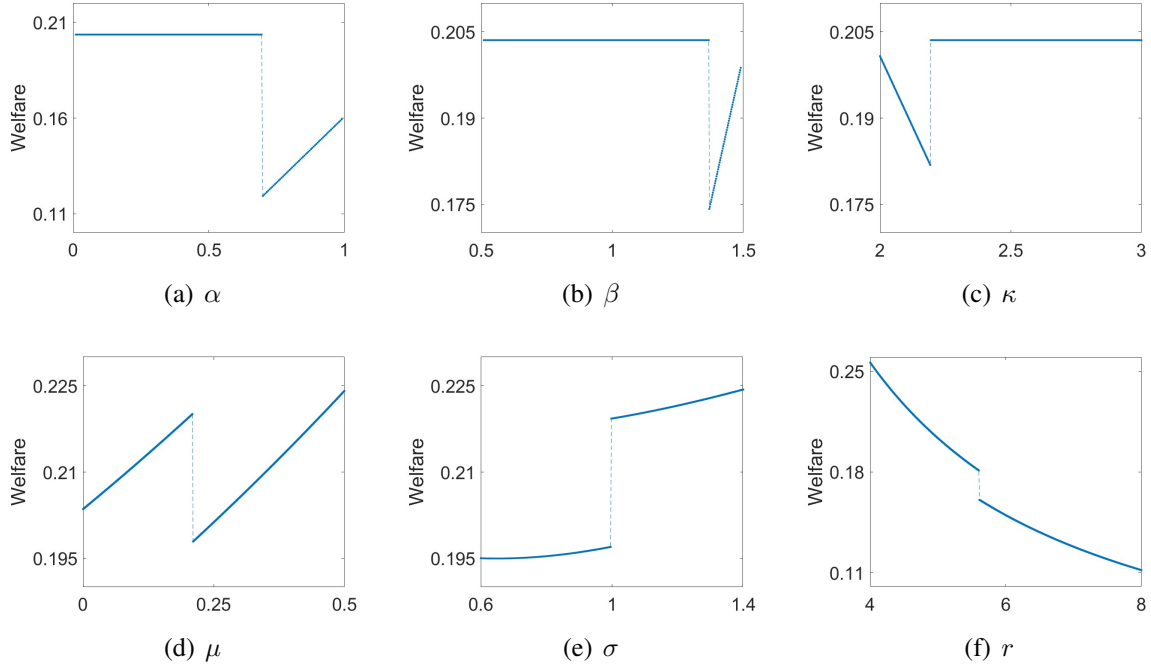 0.21
0.16
0.11
Welfare
0 0.5 1
(a) α
0.205
0.19
0.175
Welfare
0.5 1 1.5
(b) β
0.205
0.19
0.175
Welfare
2 2.5 3
(c) κ
0.225
0.21
0.195
Welfare
0 0.25 0.5
(d) μ
0.225
0.21
0.195
Welfare
0.6 1 1.4
(e) σ
0.25
0.18
0.11
Welfare
4 6 8
(f) r